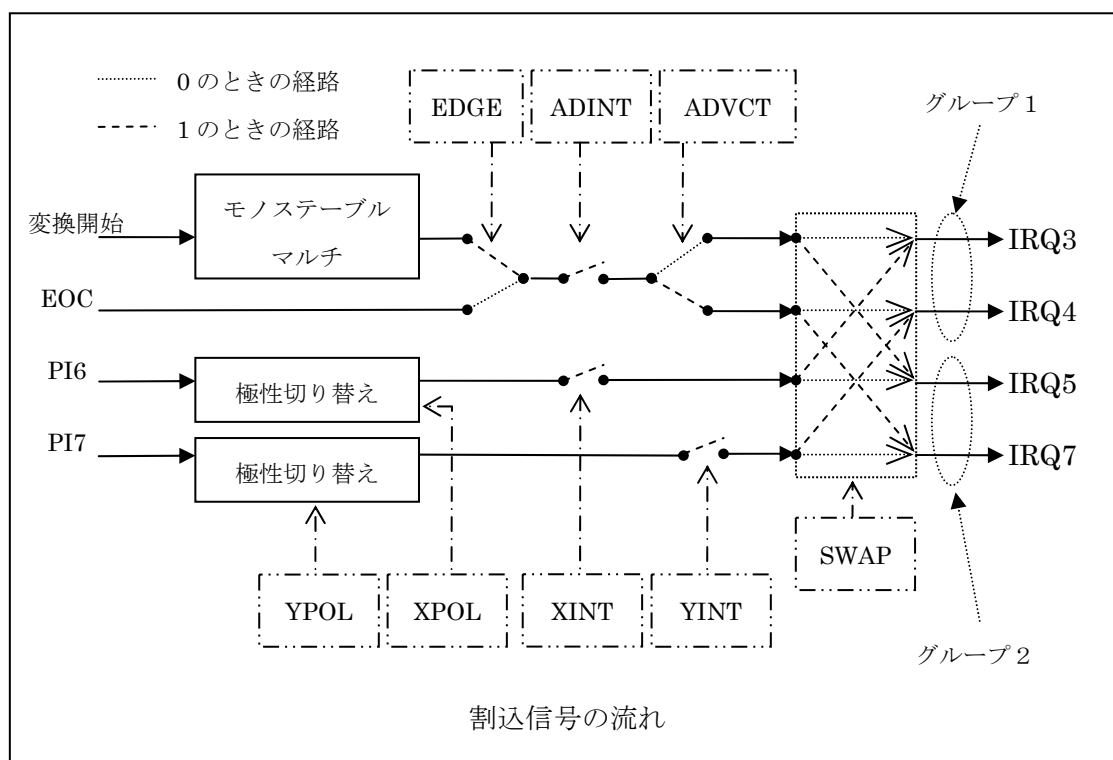 0 のときの経路
1 のときの経路
EDGE
ADINT
ADVCT
グループ 1
変換開始
モノステーブル
マルチ
IRQ3
EOC
IRQ4
PI6
極性切り替え
IRQ5
PI7
極性切り替え
IRQ7
SWAP
YPOL
XPOL
XINT
YINT
グループ 2
割込信号の流れ